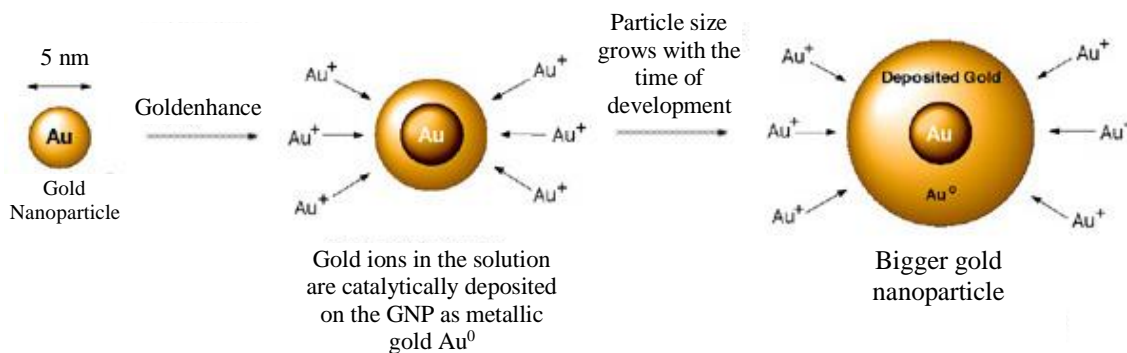 5 nm
Au
Gold
Nanoparticle
Goldenhance
Au⁺
Au⁺
Au⁺
Au
Au⁺
Au⁺
Au⁺
Gold ions in the solution
are catalytically deposited
on the GNP as metallic
gold Au⁰
Particle size
grows with the
time of
development
Au⁺
Au⁺
Au⁺
Deposited Gold
Au
Au⁰
Au⁺
Au⁺
Au⁺
Bigger gold
nanoparticle